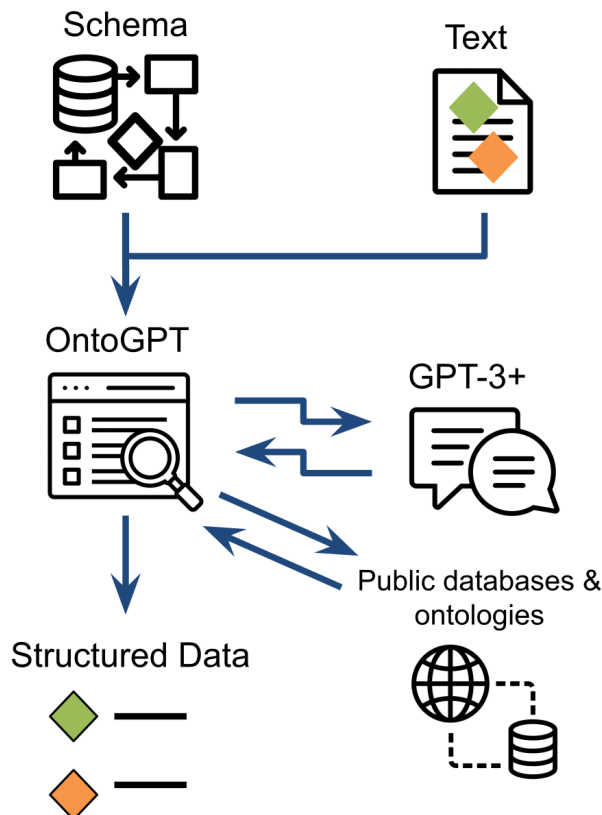 Schema
Text
OntoGPT
GPT-3+
Public databases &
ontologies
Structured Data